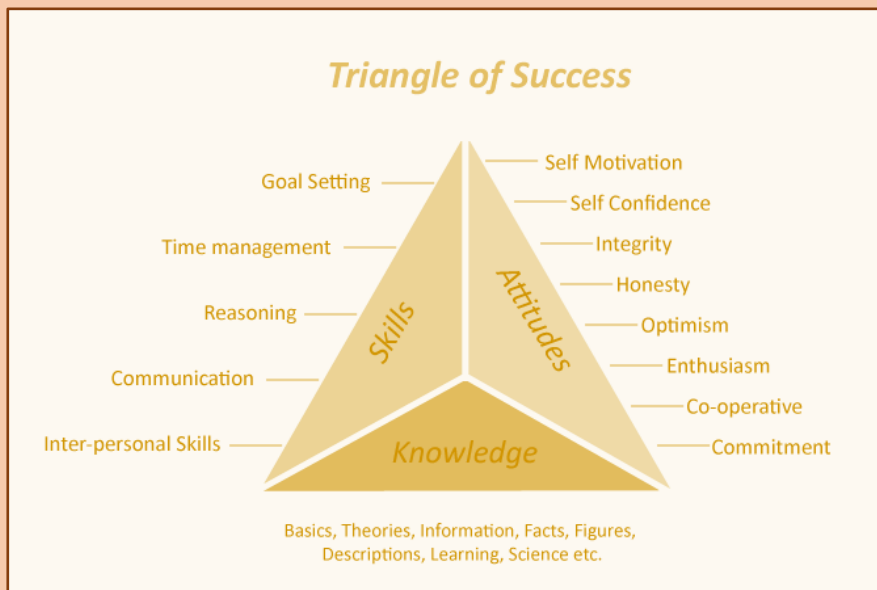 Triangle of Success
Goal Setting
Time management
Reasoning
Communication
Inter-personal Skills
Skills
Self Motivation
Self Confidence
Integrity
Honesty
Optimism
Enthusiasm
Co-operative
Commitment
Attitudes
Knowledge
Basics, Theories, Information, Facts, Figures,
Descriptions, Learning, Science etc.